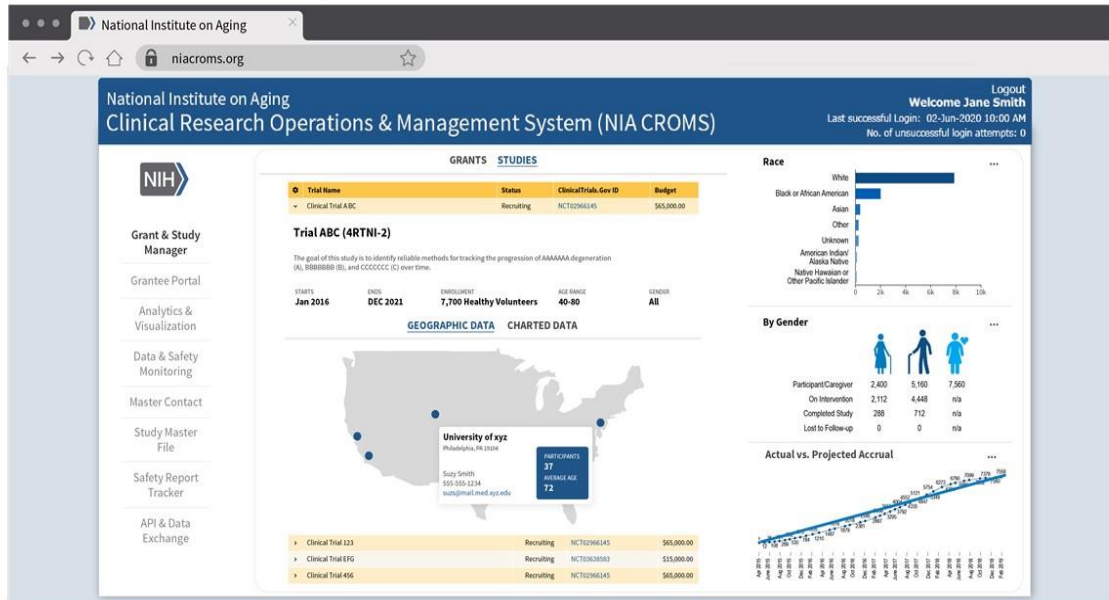 National Institute on Aging
niacroms.org
National Institute on Aging
Clinical Research Operations & Management System (NIA CROMS)
Logout
Welcome Jane Smith
Last successful Login: 02-Jun-2020 10:00 AM
No. of unsuccessful login attempts: 0
NIH
Grant & Study
Manager
Grantee Portal
Analytics &
Visualization
Data & Safety
Monitoring
Master Contact
Study Master
File
Safety Report
Tracker
API & Data
Exchange
GRANTS STUDIES
Trial Name Status ClinicalTrials.Gov ID Budget
Clinical Trial ABC Recruiting NCT02966145 $65,000.00
Trial ABC (4RTNI-2)
The goal of this study is to identify reliable methods for tracking the progression of AAAAAAA degeneration
(A), BBBBBBB (B), and CCCCCCC (C) over time.
STARTS ENDS ENROLLMENT AGE RANGE GENDER
Jan 2016 DEC 2021 7,700 Healthy Volunteers 40-80 All
GEOGRAPHIC DATA CHARTED DATA
University of xyz
Philadelphia, PA 19104
Suzy Smith
555-555-1234
suzs@mail.med.xyz.edu
PARTICIPANTS
37
AVERAGE AGE
72
Clinical Trial 123 Recruiting NCT02966145 $65,000.00
Clinical Trial EFG Recruiting NCT03638583 $15,000.00
Clinical Trial 456 Recruiting NCT02966145 $65,000.00
Race
White
Black or African American
Asian
Other
Unknown
American Indian/
Alaska Native
Native Hawaiian or
Other Pacific Islander
0 2k 4k 6k 8k 10k
By Gender
Participant/Caregiver 2,400 5,160 7,560
On Intervention 2,112 4,448 n/a
Completed Study 288 712 n/a
Lost to Follow-up 0 0 n/a
Actual vs. Projected Accrual